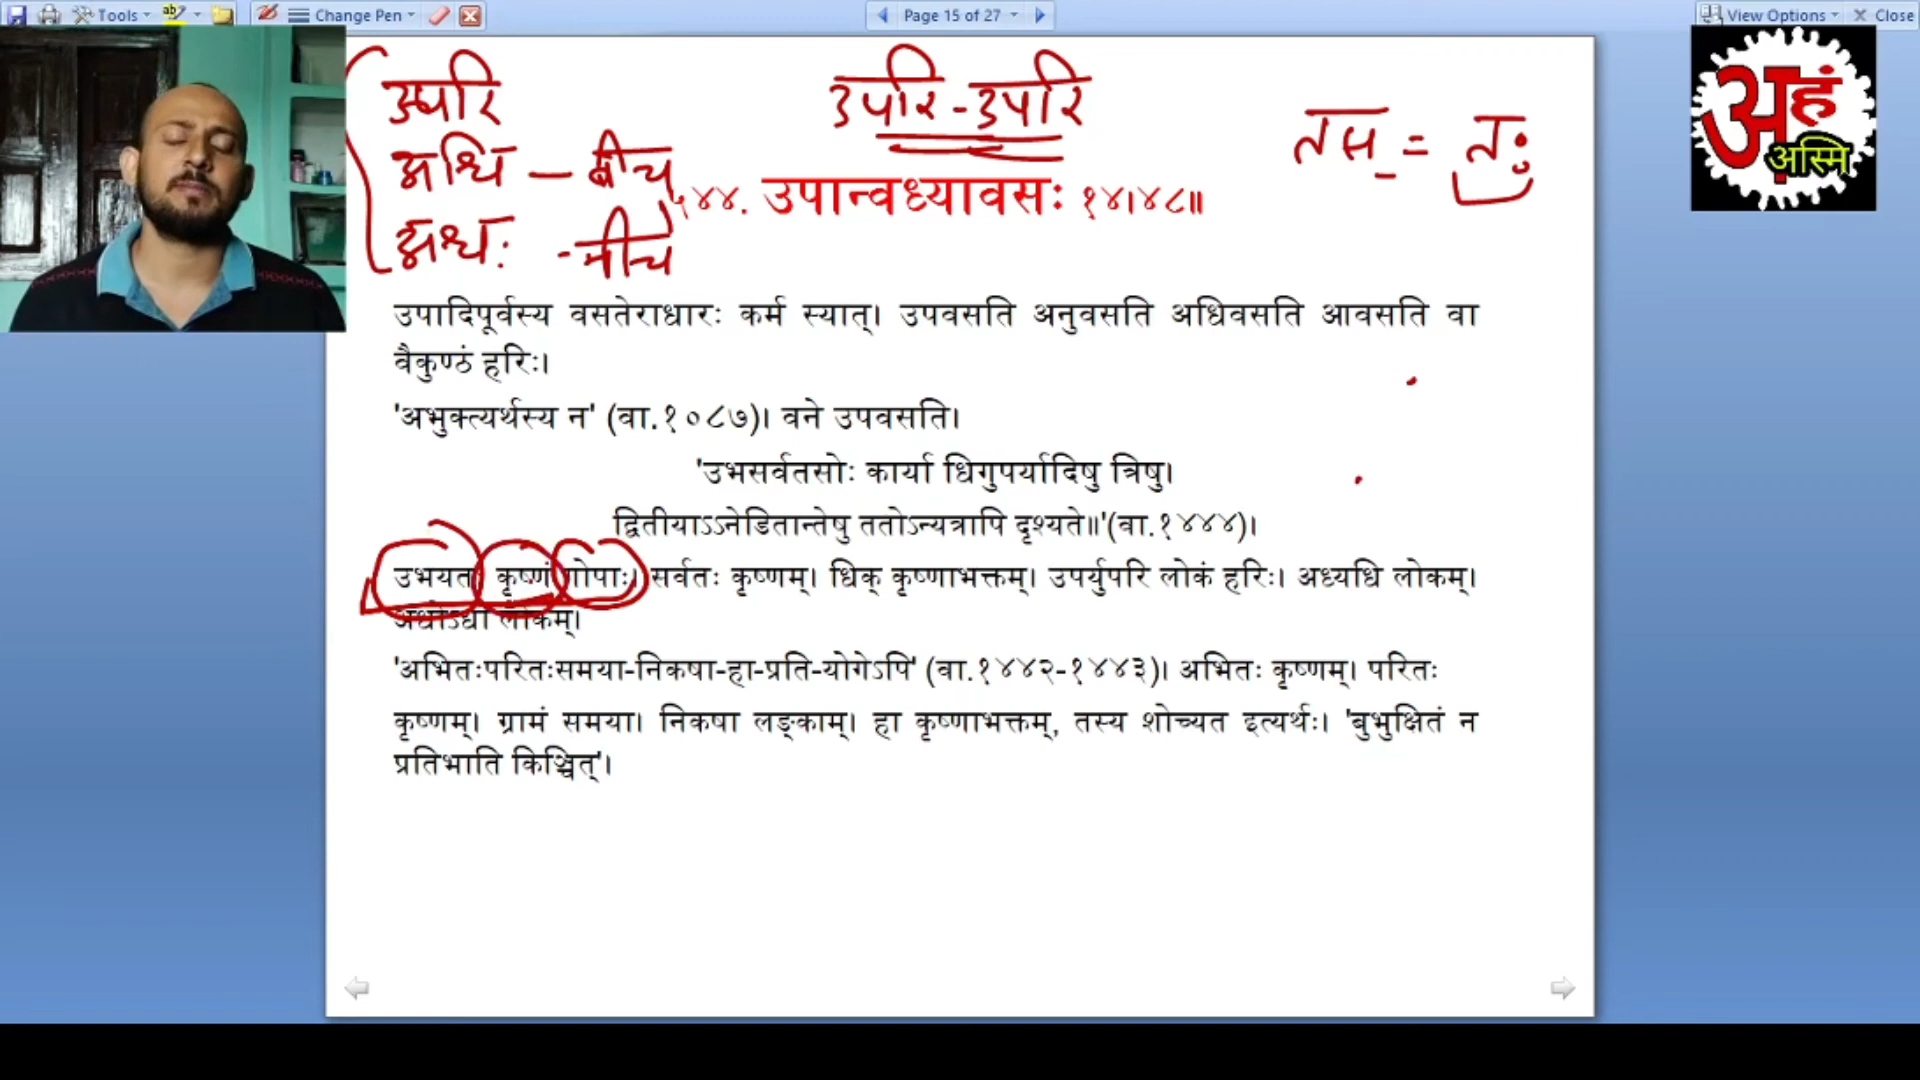 Tools
Change Pen
Page 15 of 27
View Options
Close
उपरि
उपरि-उपरि
तस् = तः
अहं
अस्मि
अधि – बीच
५४४. उपान्वध्यावसः १४।४८॥
अधः - नीचे
उपादिपूर्वस्य वसतेराधारः कर्म स्यात्। उपवसति अनुवसति अधिवसति आवसति वा
वैकुण्ठं हरिः।
'अभुक्त्यर्थस्य न' (वा.१०८७)। वने उपवसति।
'उभसर्वतसोः कार्या धिगुपर्यादिषु त्रिषु।
द्वितीयाऽऽम्रेडितान्तेषु ततोऽन्यत्रापि दृश्यते॥'(वा.१४४४)।
उभयतः कृष्णं गोपाः। सर्वतः कृष्णम्। धिक् कृष्णाभक्तम्। उपर्युपरि लोकं हरिः। अध्यधि लोकम्।
अधोऽधो लोकम्।
'अभितःपरितःसमया-निकषा-हा-प्रति-योगेऽपि' (वा.१४४२-१४४३)। अभितः कृष्णम्। परितः
कृष्णम्। ग्रामं समया। निकषा लङ्काम्। हा कृष्णाभक्तम्, तस्य शोच्यत इत्यर्थः। 'बुभुक्षितं न
प्रतिभाति किञ्चित्'।